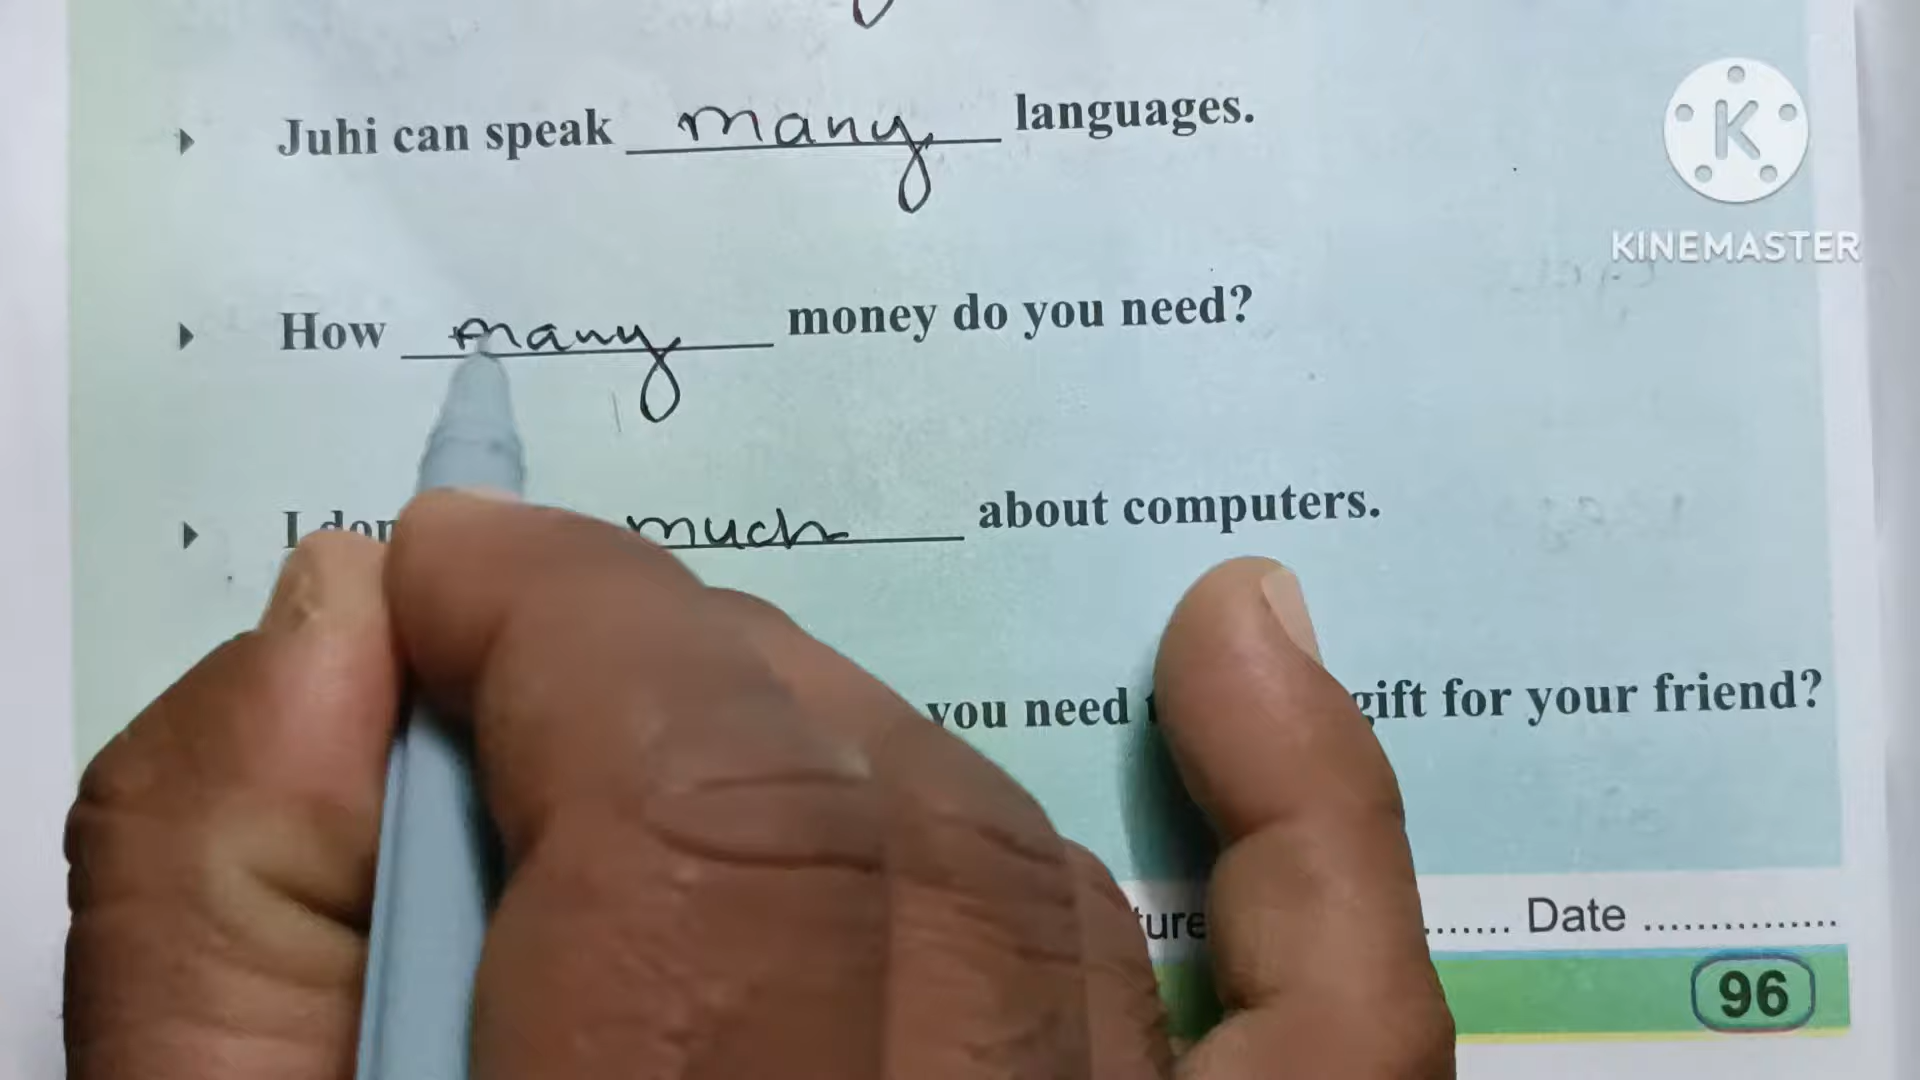 Juhi can speak many languages.
K
KINEMASTER
How many money do you need?
I don much about computers.
you need gift for your friend?
Date
96